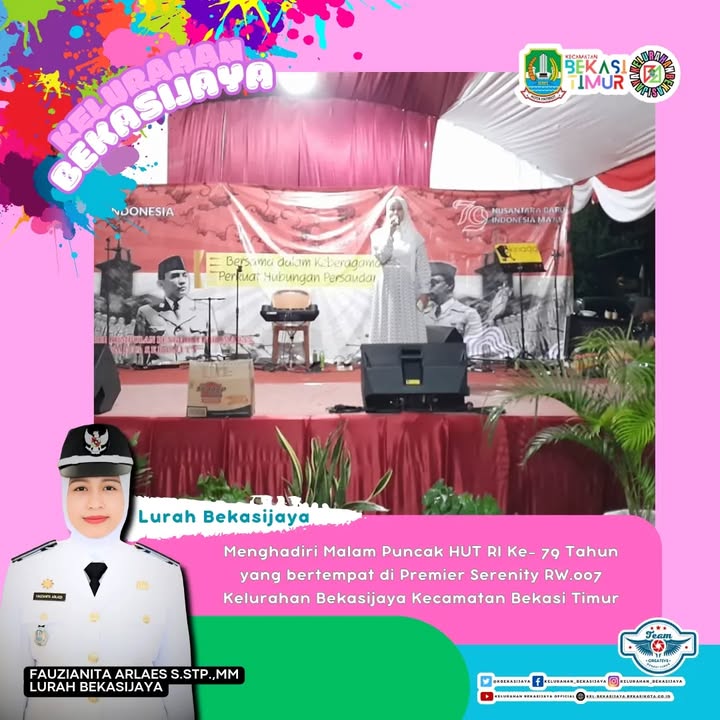 KELURAHAN
BEKASIJAYA
KECAMATAN
BEKASI
TIMUR
INDONESIA
79 NUSANTARA BARU
INDONESIA MAJU
Bersama dalam Keberagaman
Perkuat Hubungan Persaudar
Lurah Bekasijaya
Menghadiri Malam Puncak HUT RI Ke- 79 Tahun
yang bertempat di Premier Serenity RW.007
Kelurahan Bekasijaya Kecamatan Bekasi Timur
FAUZIANITA ARLAES
FAUZIANITA ARLAES S.STP.,MM
LURAH BEKASIJAYA
Team
CREATIVE
@KBEKASIJAYA KELURAHAN_BEKASIJAYA KELURAHAN_BEKASIJAYA
KELURAHAN BEKASIJAYA OFFICIAL KEL-BEKASIJAYA.BEKASIKOTA.GO.ID